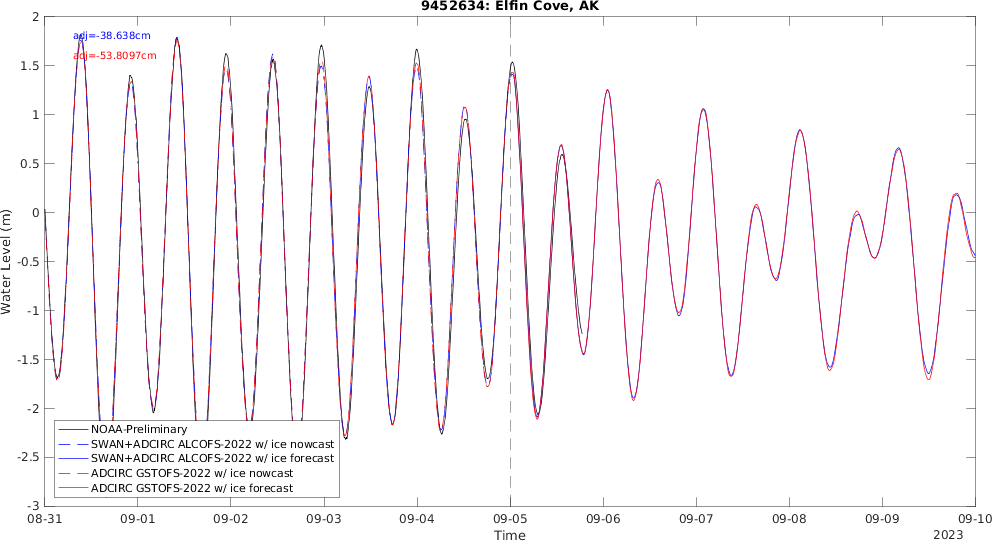 9452634: Elfin Cove, AK
adj=-38.638cm
adj=-53.8097cm
2
1.5
1
0.5
0
-0.5
-1
-1.5
-2
-2.5
-3
Water Level (m)
NOAA-Preliminary
SWAN+ADCIRC ALCOFS-2022 w/ ice nowcast
SWAN+ADCIRC ALCOFS-2022 w/ ice forecast
ADCIRC GSTOFS-2022 w/ ice nowcast
ADCIRC GSTOFS-2022 w/ ice forecast
08-31 09-01 09-02 09-03 09-04 09-05 09-06 09-07 09-08 09-09 09-10
Time
2023